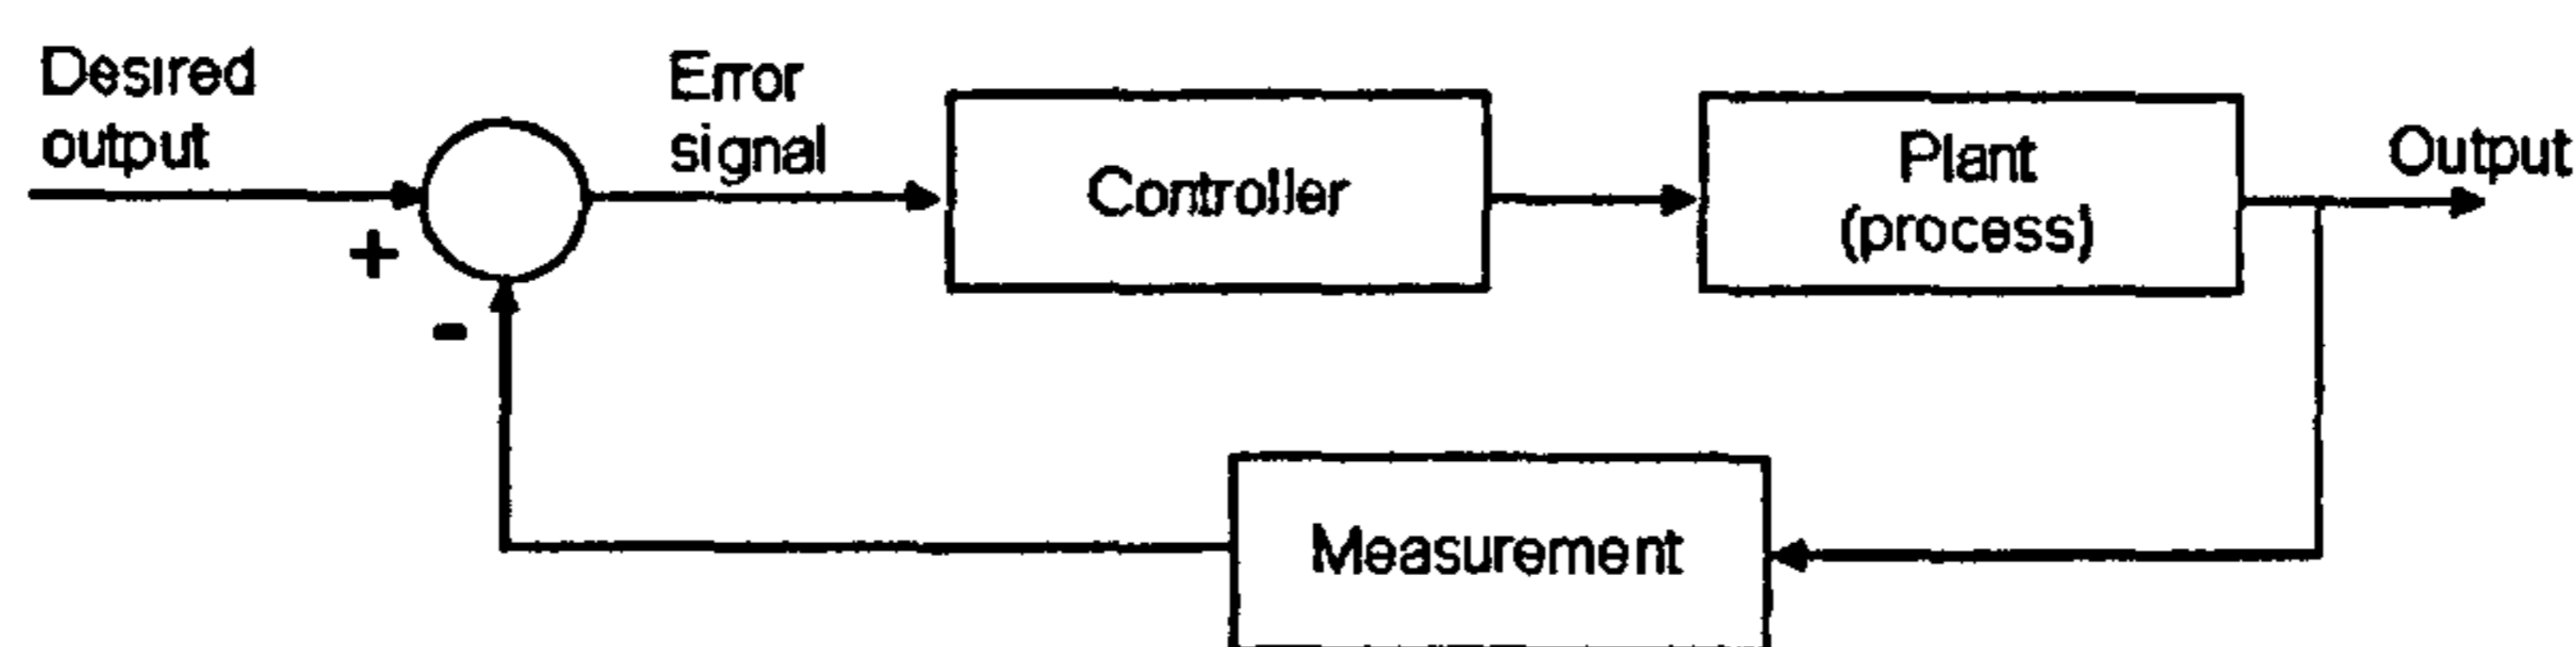 Desired
output
Error
signal
Controller
Plant
(process)
Output
+
-
Measurement